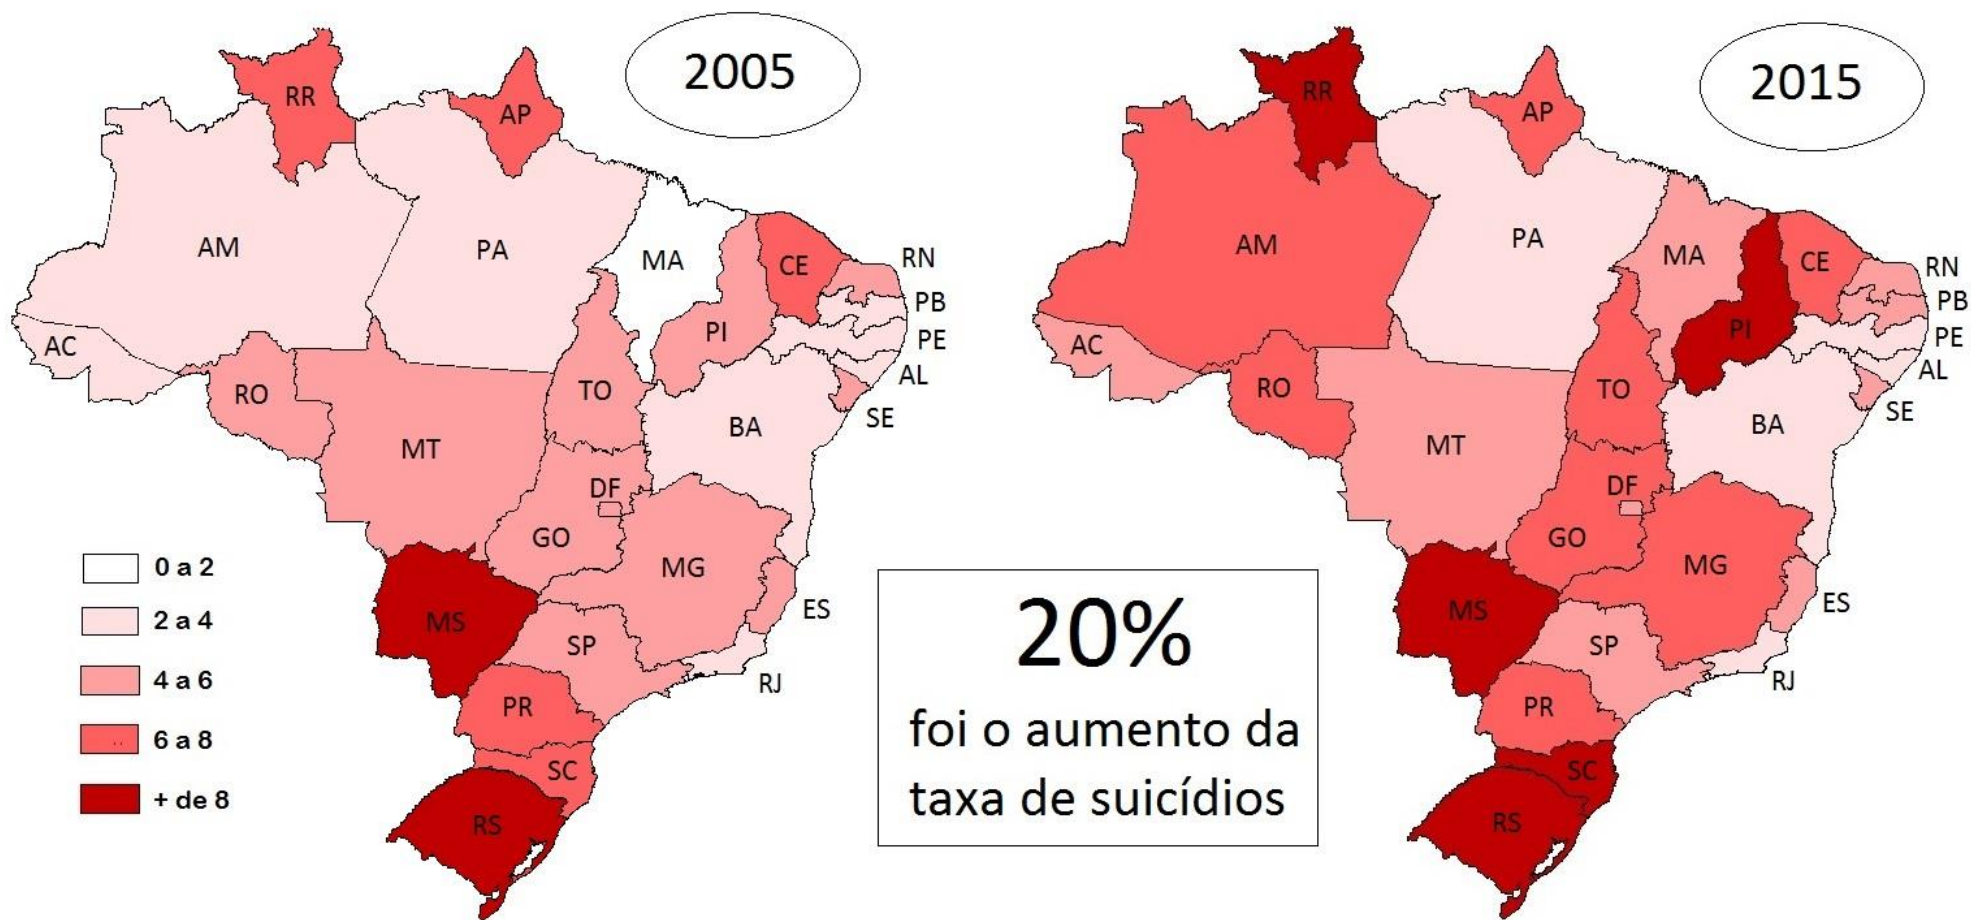 2005
RR
AP
AM
PA
MA
CE
RN
PB
PE
AL
SE
PI
AC
RO
TO
BA
MT
DF
GO
MG
ES
MS
SP
RJ
PR
SC
RS
0 a 2
2 a 4
4 a 6
6 a 8
+ de 8
20%
foi o aumento da
taxa de suicídios
2015
RR
AP
AM
PA
MA
CE
RN
PB
PE
AL
SE
PI
AC
RO
TO
BA
MT
DF
GO
MG
ES
MS
SP
RJ
PR
SC
RS